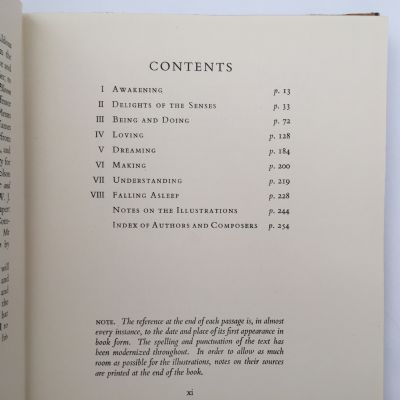 CONTENTS
I AWAKENING p. 13
II DELIGHTS OF THE SENSES p. 33
III BEING AND DOING p. 72
IV LOVING p. 128
V DREAMING p. 184
VI MAKING p. 200
VII UNDERSTANDING p. 219
VIII FALLING ASLEEP p. 228
NOTES ON THE ILLUSTRATIONS p. 244
INDEX OF AUTHORS AND COMPOSERS p. 254
NOTE. The reference at the end of each passage is, in almost
every instance, to the date and place of its first appearance in
book form. The spelling and punctuation of the text has
been modernized throughout. In order to allow as much
room as possible for the illustrations, notes on their sources
are printed at the end of the book.
xi